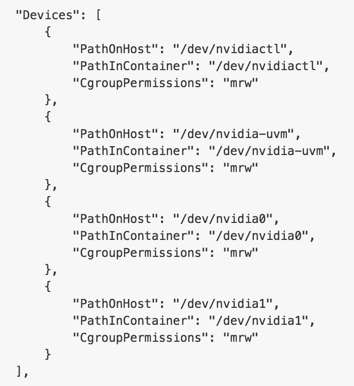 "Devices": [
    {
        "PathOnHost": "/dev/nvidiactl",
        "PathInContainer": "/dev/nvidiactl",
        "CgroupPermissions": "mrw"
    },
    {
        "PathOnHost": "/dev/nvidia-uvm",
        "PathInContainer": "/dev/nvidia-uvm",
        "CgroupPermissions": "mrw"
    },
    {
        "PathOnHost": "/dev/nvidia0",
        "PathInContainer": "/dev/nvidia0",
        "CgroupPermissions": "mrw"
    },
    {
        "PathOnHost": "/dev/nvidia1",
        "PathInContainer": "/dev/nvidia1",
        "CgroupPermissions": "mrw"
    }
],